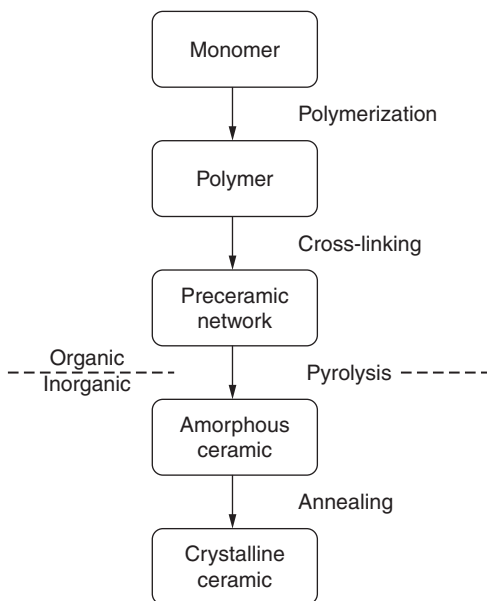 Monomer
Polymerization
Polymer
Cross-linking
Preceramic
network
Organic
Inorganic
Pyrolysis
Amorphous
ceramic
Annealing
Crystalline
ceramic